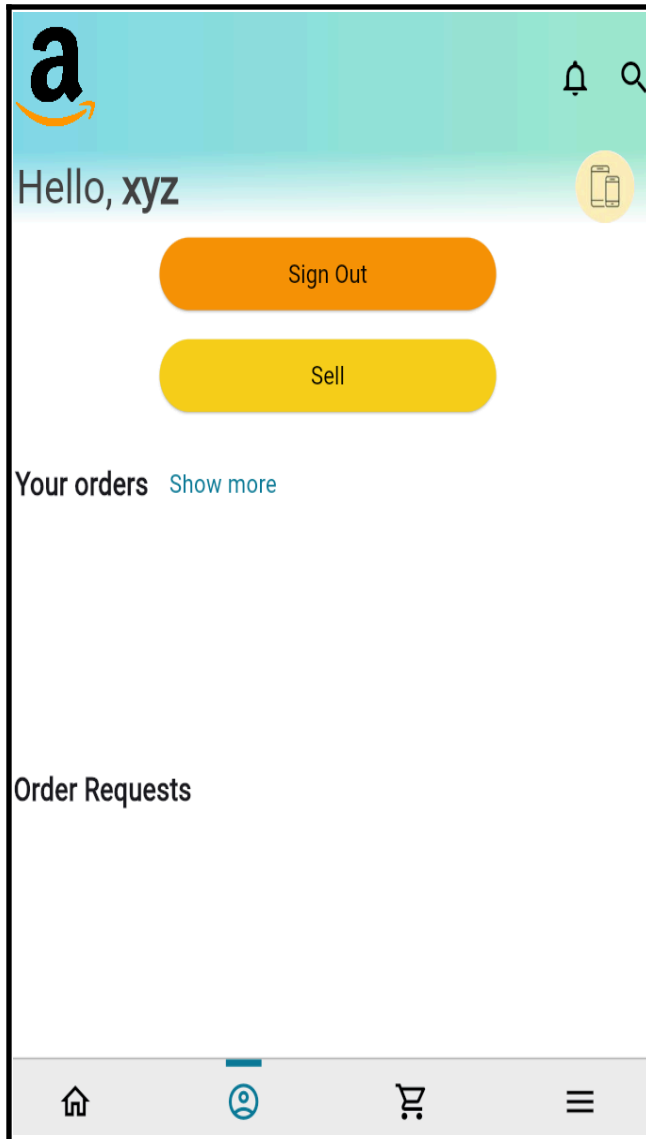 a
Hello, xyz
Sign Out
Sell
Your orders Show more
Order Requests